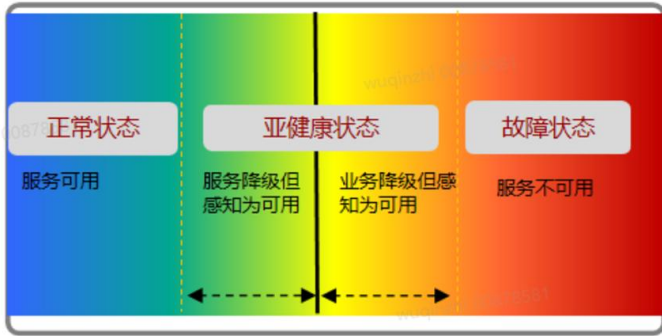 正常状态
亚健康状态
故障状态
服务可用
服务降级但
感知为可用
业务降级但感
知为可用
服务不可用